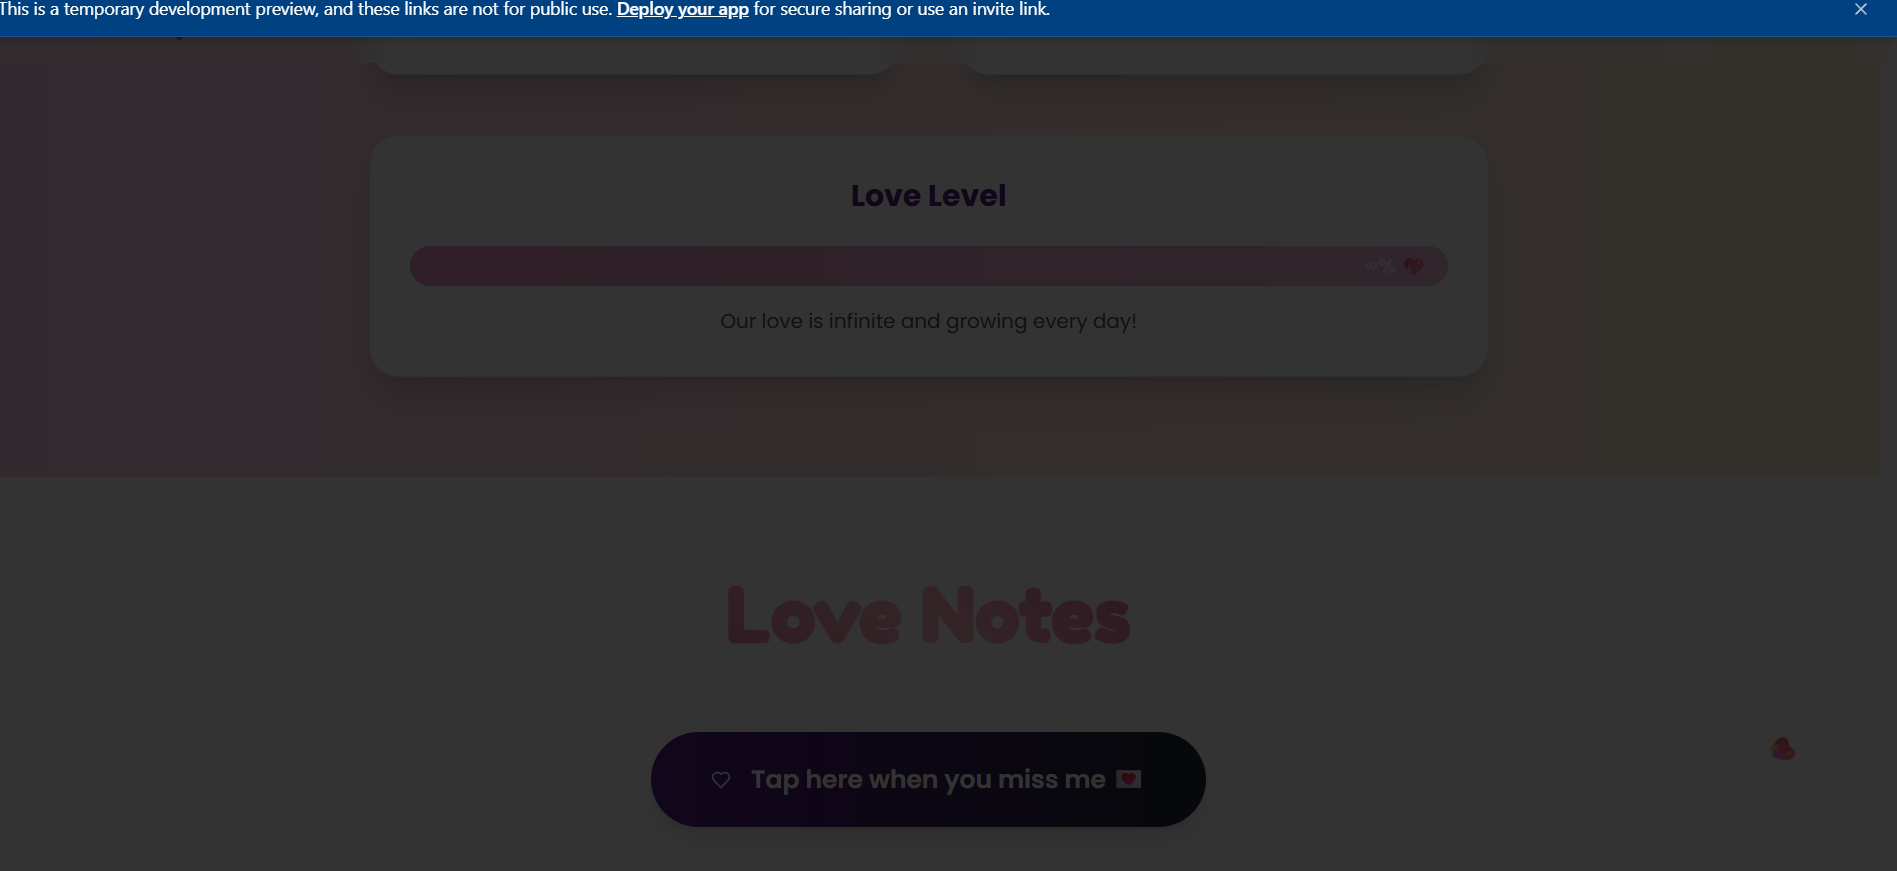 This is a temporary development preview, and these links are not for public use. Deploy your app for secure sharing or use an invite link.
Love Level
∞%
Our love is infinite and growing every day!
Love Notes
Tap here when you miss me